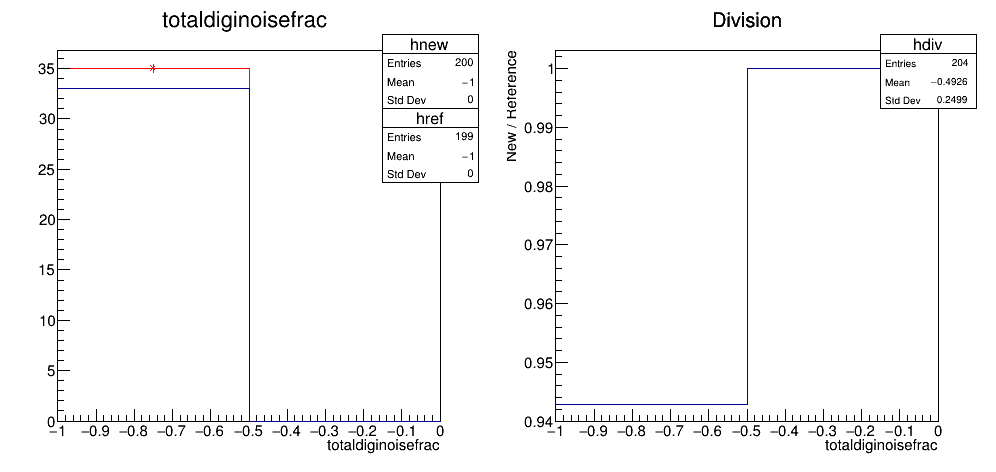 totaldiginoisefrac
hnew
Entries 200
Mean −1
Std Dev 0
href
Entries 199
Mean −1
Std Dev 0
35
30
25
20
15
10
5
0
−1 −0.9 −0.8 −0.7 −0.6 −0.5 −0.4 −0.3 −0.2 −0.1 0
totaldiginoisefrac
Division
hdiv
Entries 204
Mean −0.4926
Std Dev 0.2499
New / Reference
1
0.99
0.98
0.97
0.96
0.95
0.94
−1 −0.9 −0.8 −0.7 −0.6 −0.5 −0.4 −0.3 −0.2 −0.1 0
totaldiginoisefrac